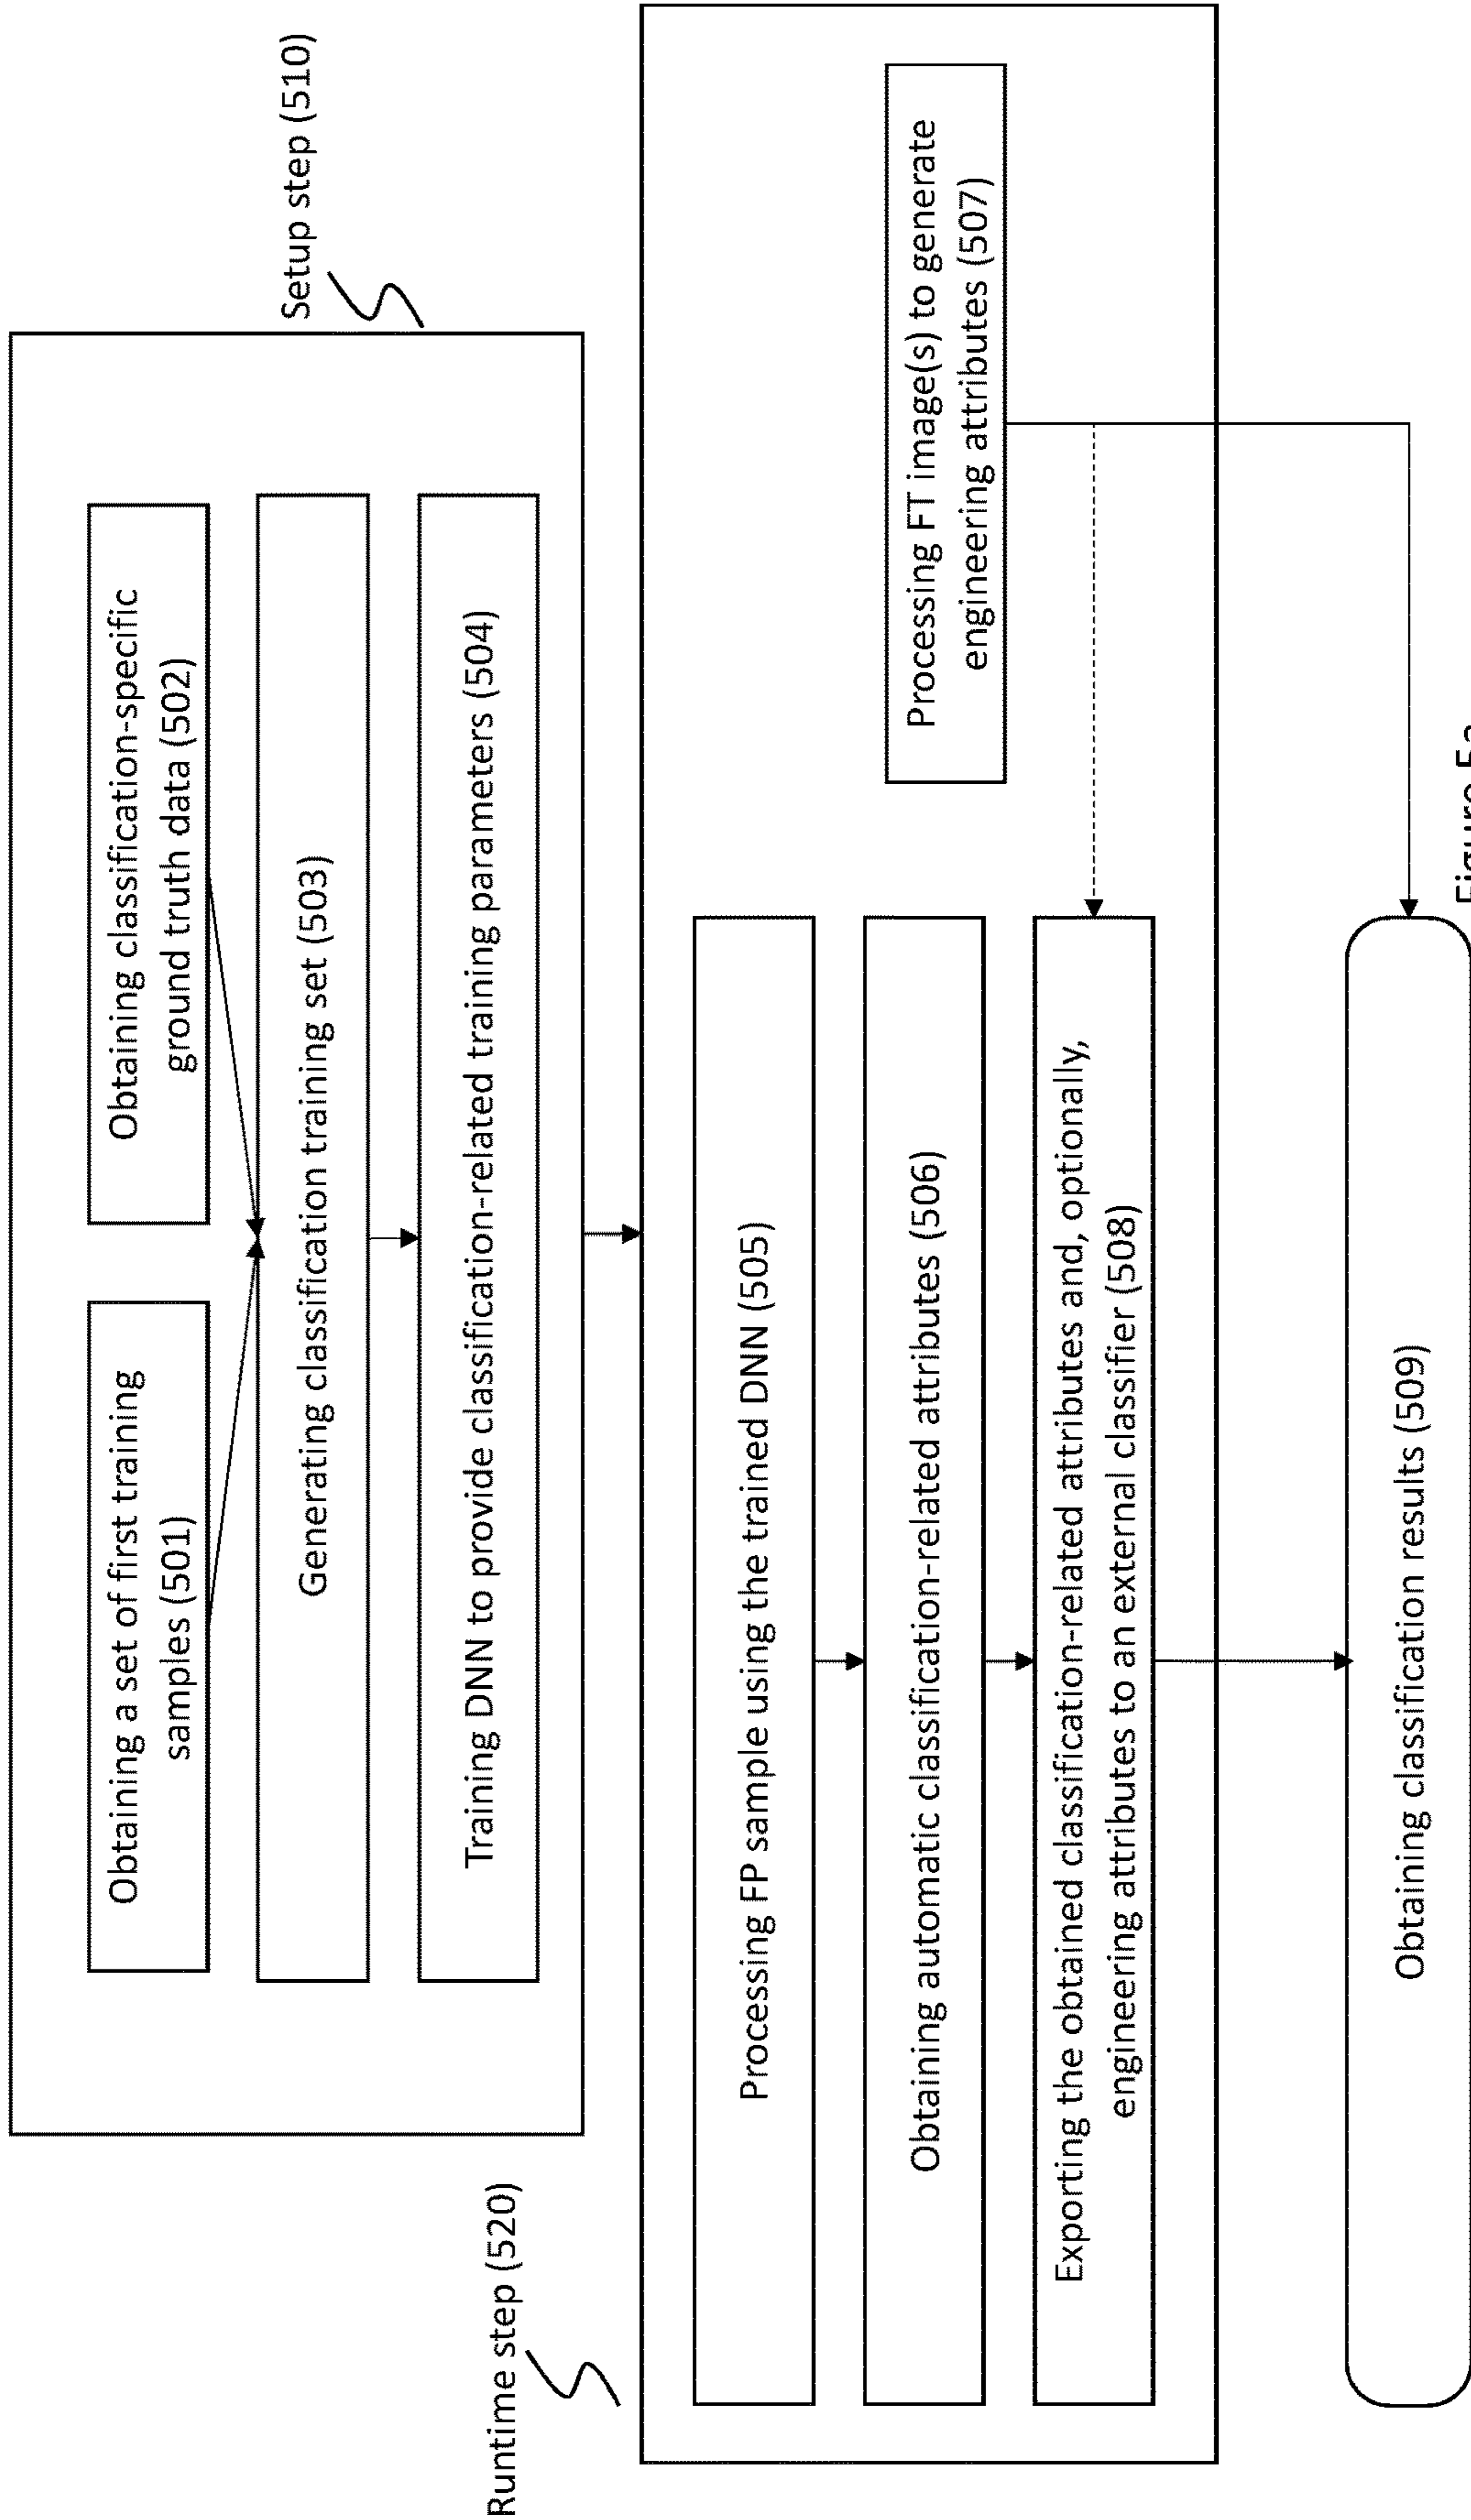 Setup step (510)
Obtaining a set of first training
samples (501)
Obtaining classification-specific
ground truth data (502)
Generating classification training set (503)
Training DNN to provide classification-related training parameters (504)
Runtime step (520)
Processing FP sample using the trained DNN (505)
Obtaining automatic classification-related attributes (506)
Processing FT image(s) to generate
engineering attributes (507)
Exporting the obtained classification-related attributes and, optionally,
engineering attributes to an external classifier (508)
Obtaining classification results (509)
Figure 5a